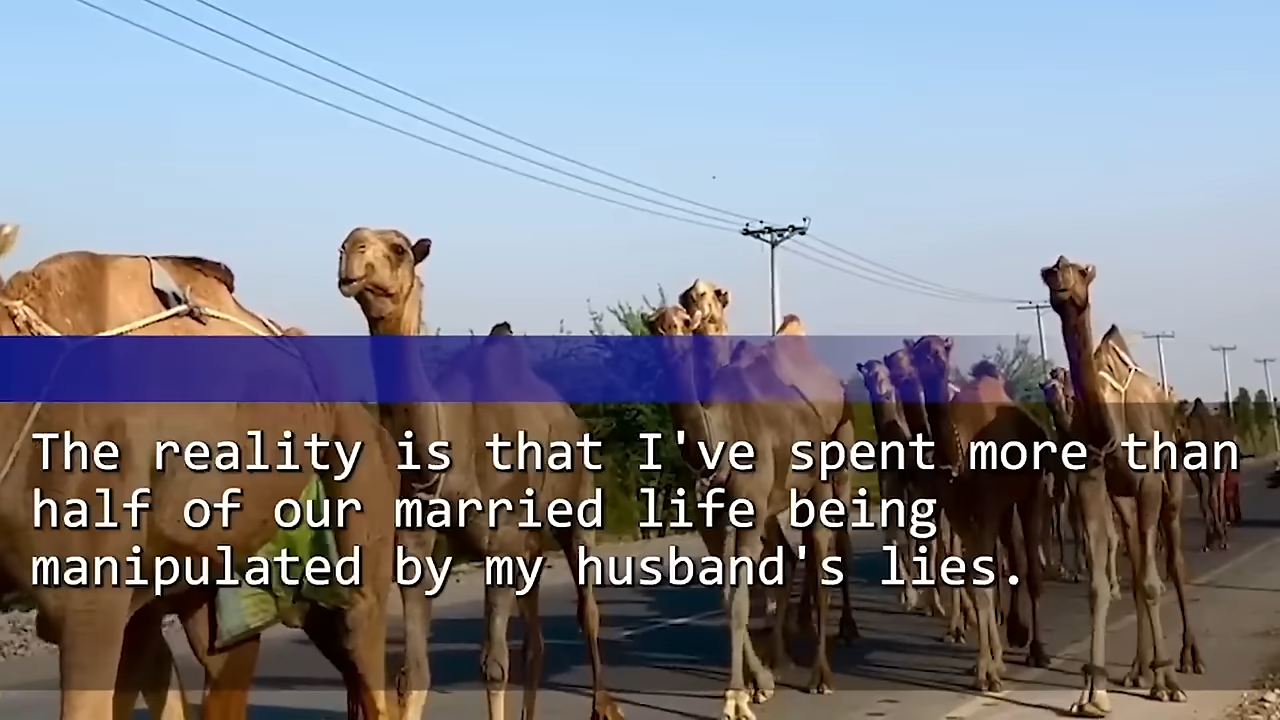 The reality is that I've spent more than
half of our married life being
manipulated by my husband's lies.